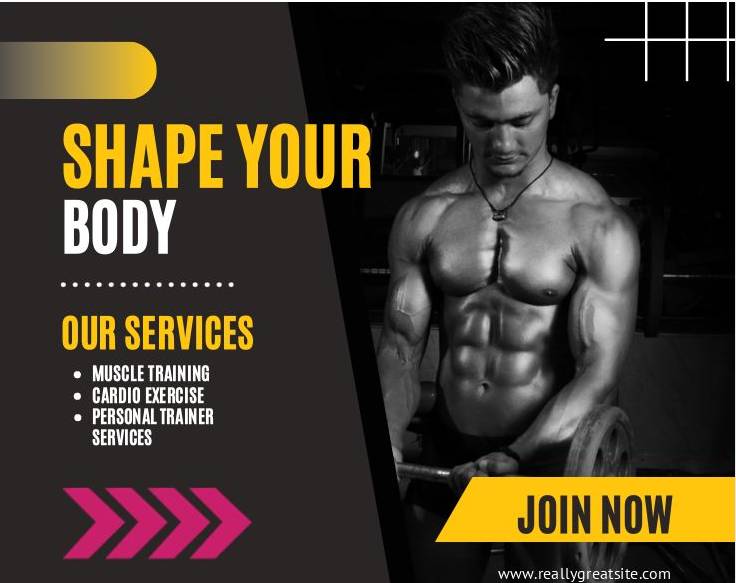 SHAPE YOUR
BODY
OUR SERVICES
MUSCLE TRAINING
CARDIO EXERCISE
PERSONAL TRAINER
SERVICES
JOIN NOW
www.reallygreatsite.com